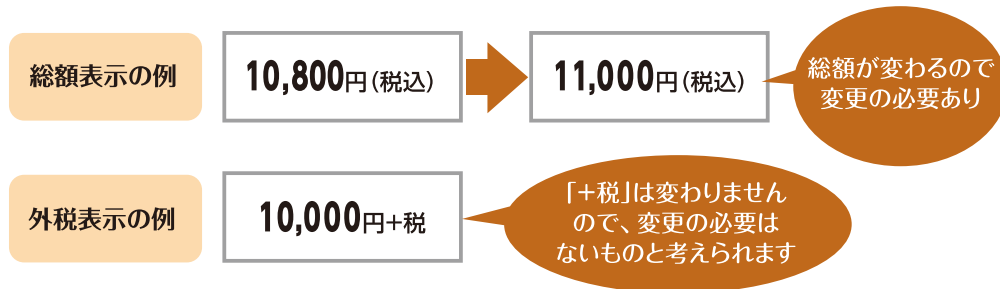 総額表示の例
10,800円（税込）
11,000円（税込）
総額が変わるので
変更の必要あり
外税表示の例
10,000円+税
「+税」は変わりません
ので、変更の必要は
ないものと考えられます